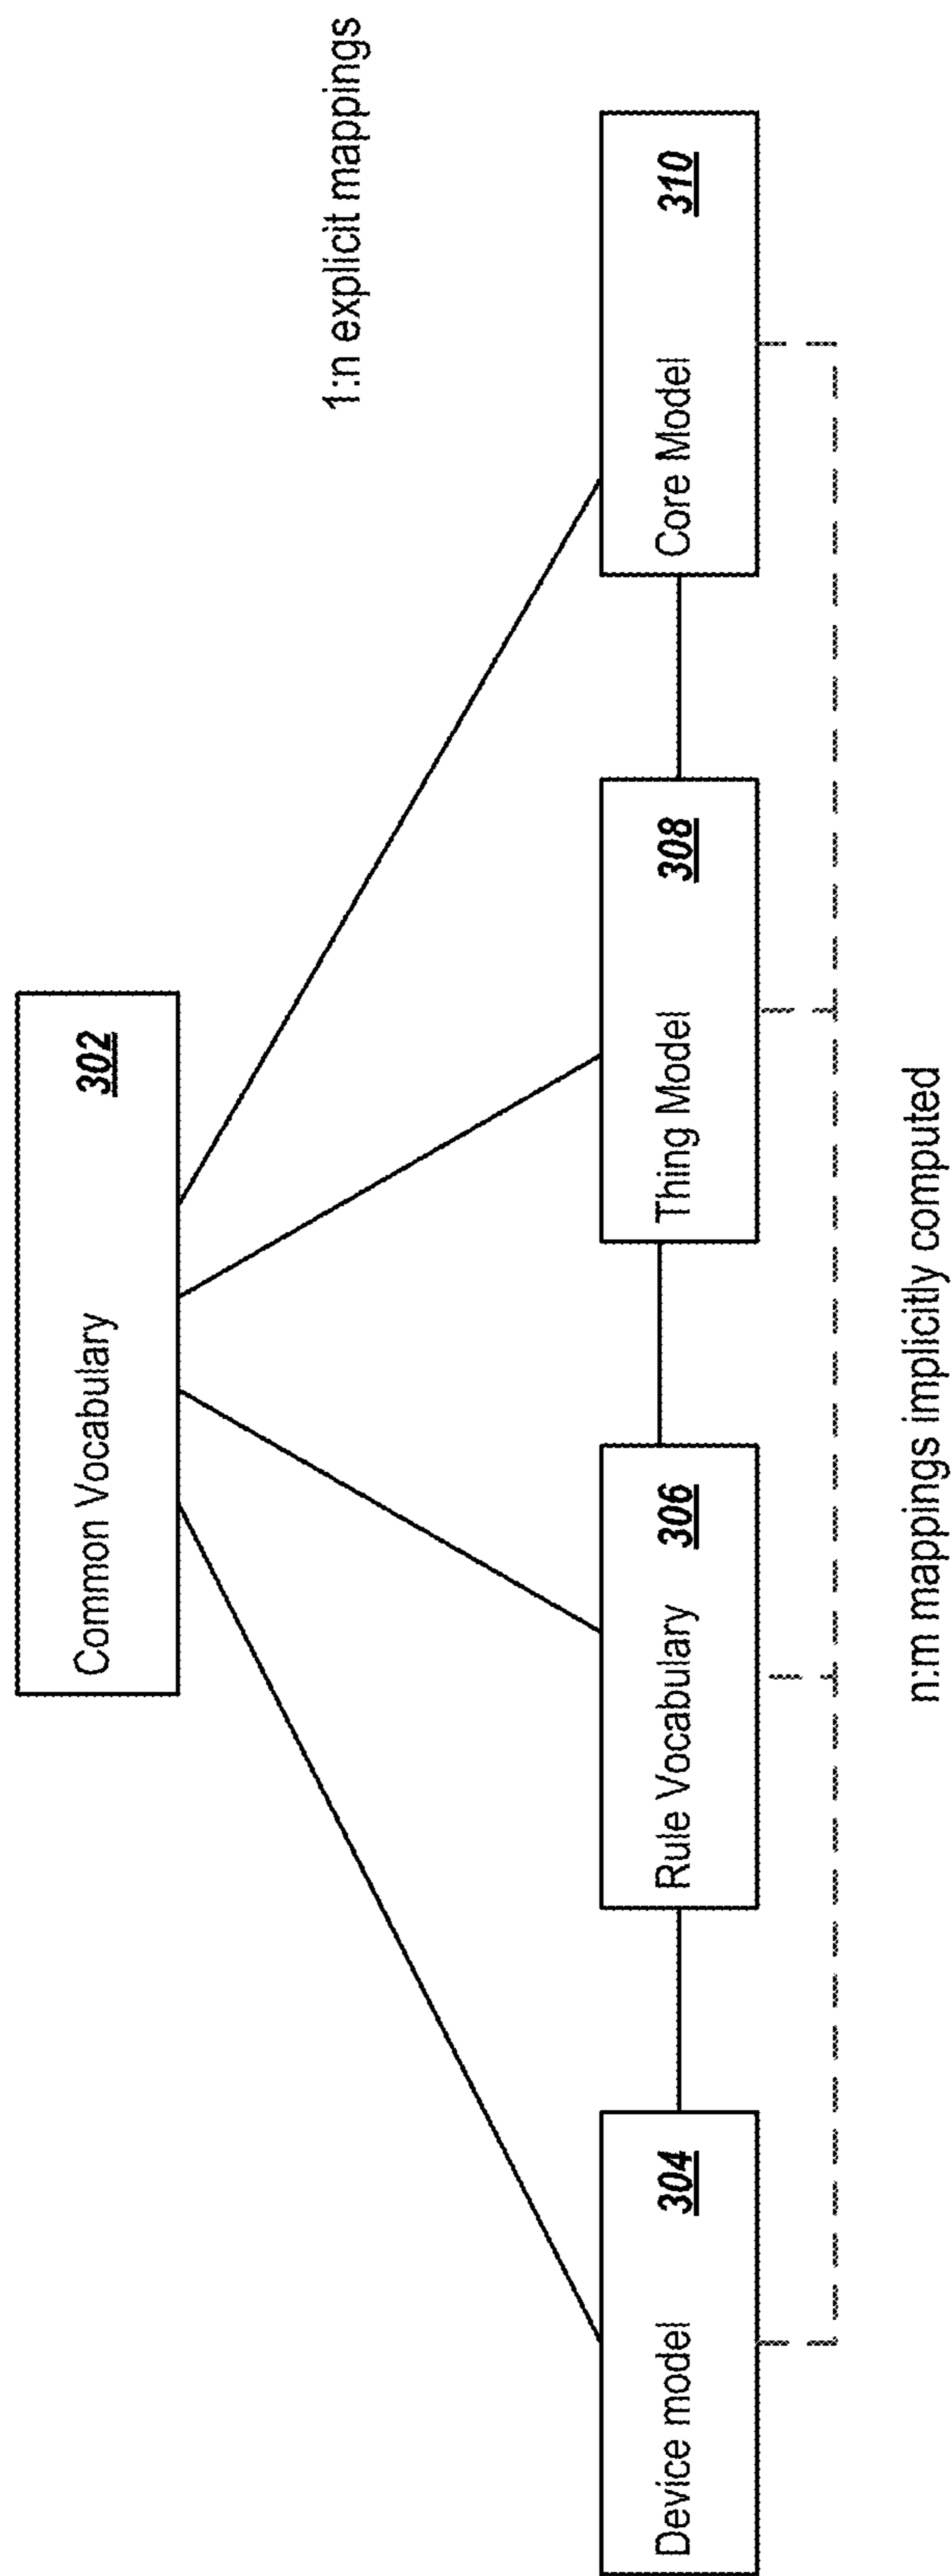 Common Vocabulary 302
1:n explicit mappings
Device model 304
Rule Vocabulary 306
Thing Model 308
Core Model 310
n:m mappings implicitly computed